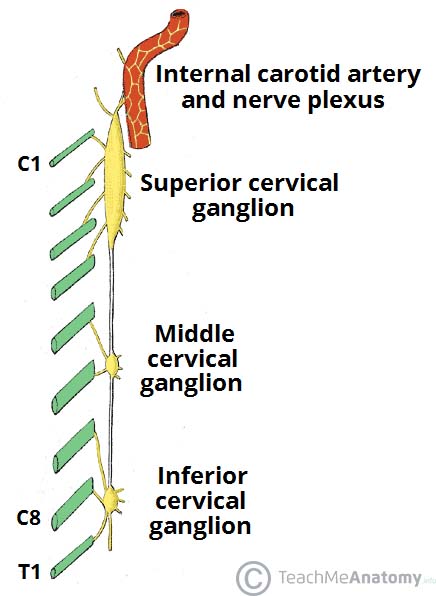 Internal carotid artery
and nerve plexus
C1
Superior cervical
ganglion
Middle
cervical
ganglion
Inferior
cervical
ganglion
C8
T1
© TeachMeAnatomy